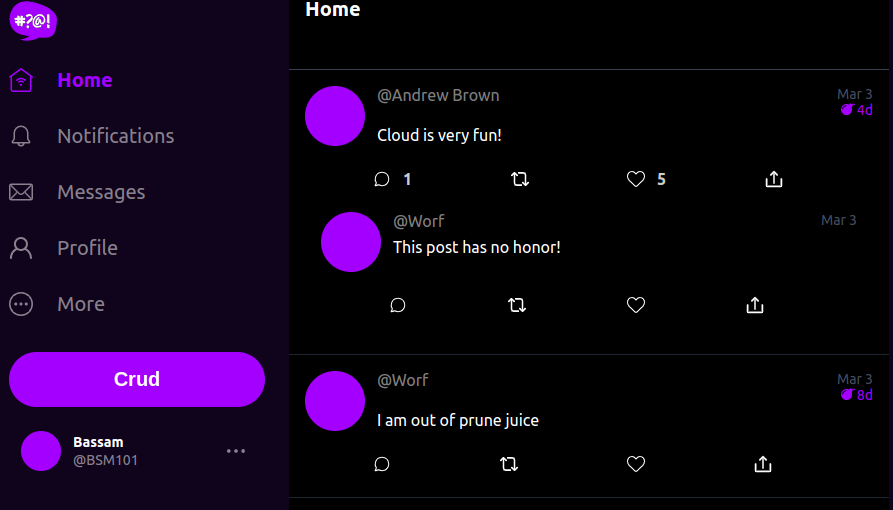 #?@!
Home
Notifications
Messages
Profile
More
Crud
Bassam
@BSM101
Home
@Andrew Brown
Mar 3
4d
Cloud is very fun!
1
5
@Worf
Mar 3
This post has no honor!
@Worf
Mar 3
8d
I am out of prune juice